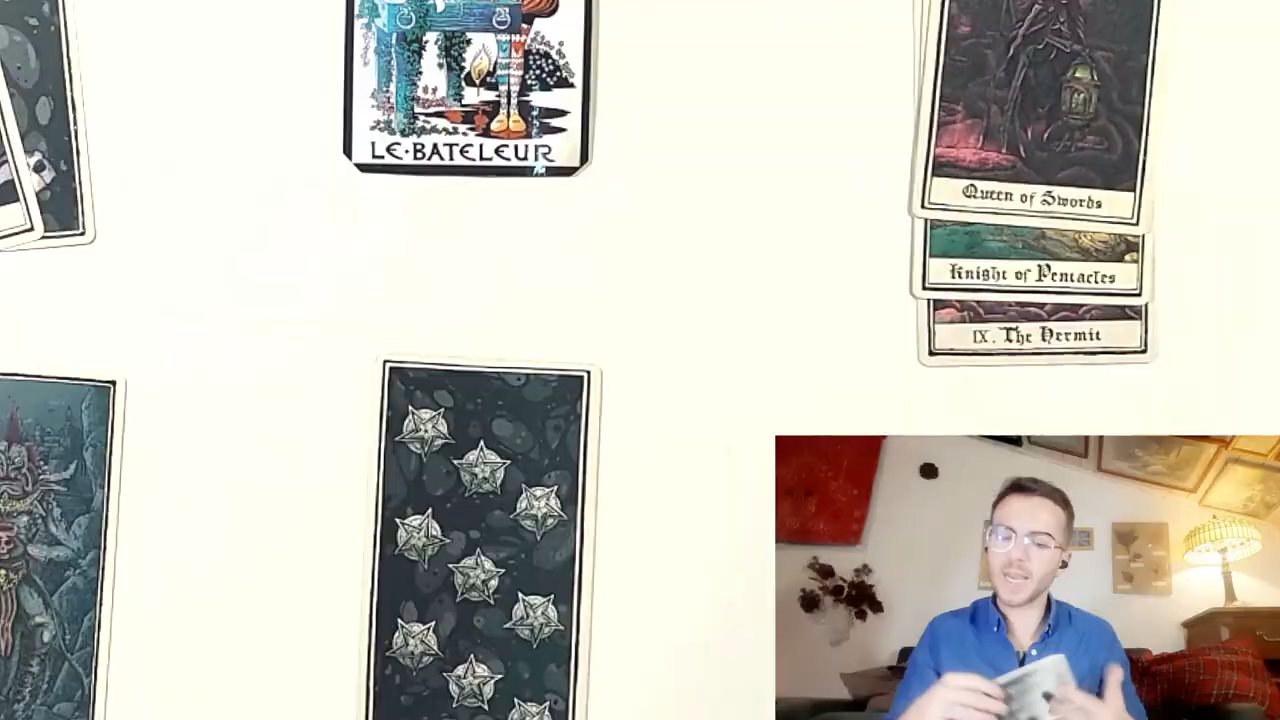 LE·BATELEUR
Queen of Swords
Knight of Pentacles
IX. The Hermit